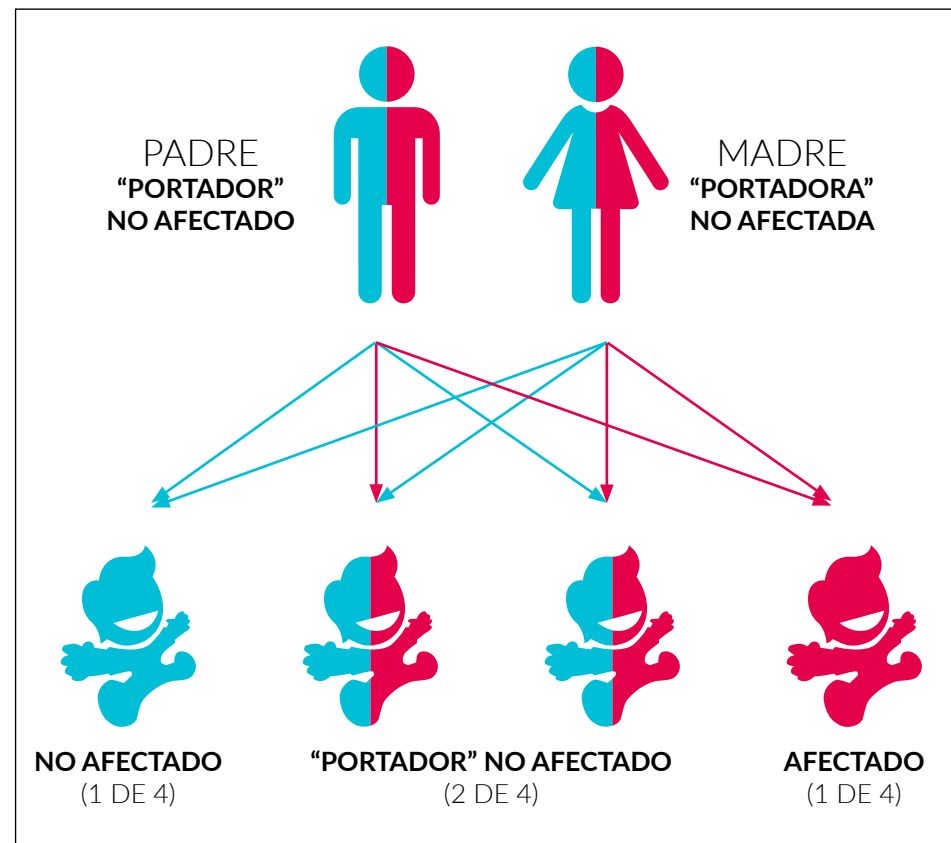 PADRE
“PORTADOR”
NO AFECTADO
MADRE
“PORTADORA”
NO AFECTADA
NO AFECTADO
(1 DE 4)
“PORTADOR” NO AFECTADO
(2 DE 4)
AFECTADO
(1 DE 4)